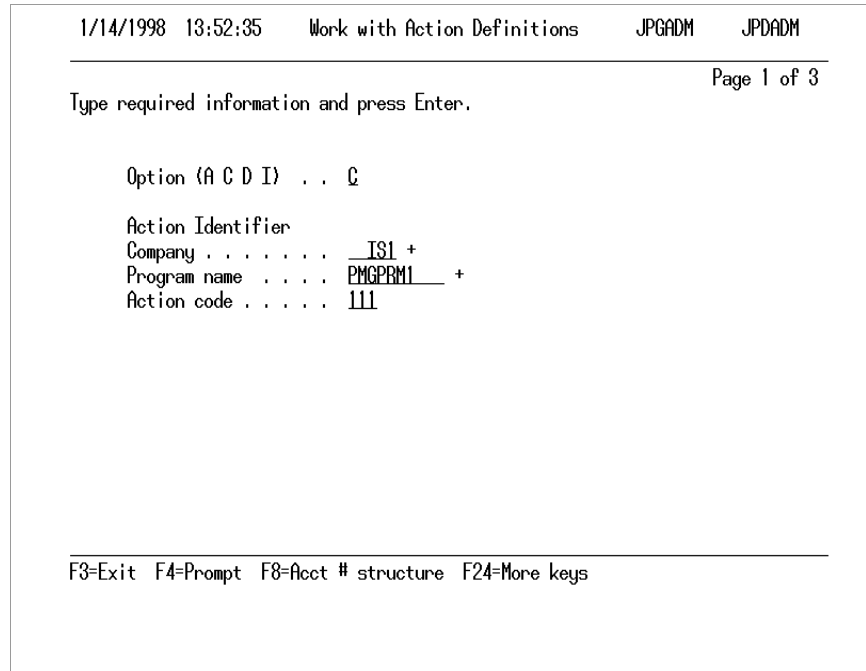 1/14/1998 13:52:35 Work with Action Definitions JPGADM JPDADM
Page 1 of 3
Type required information and press Enter.
Option (A C D I) . . C
Action Identifier
Company . . . . . . . IS1 +
Program name . . . . PMGPRM1 +
Action code . . . . . 111
F3=Exit F4=Prompt F8=Acct # structure F24=More keys